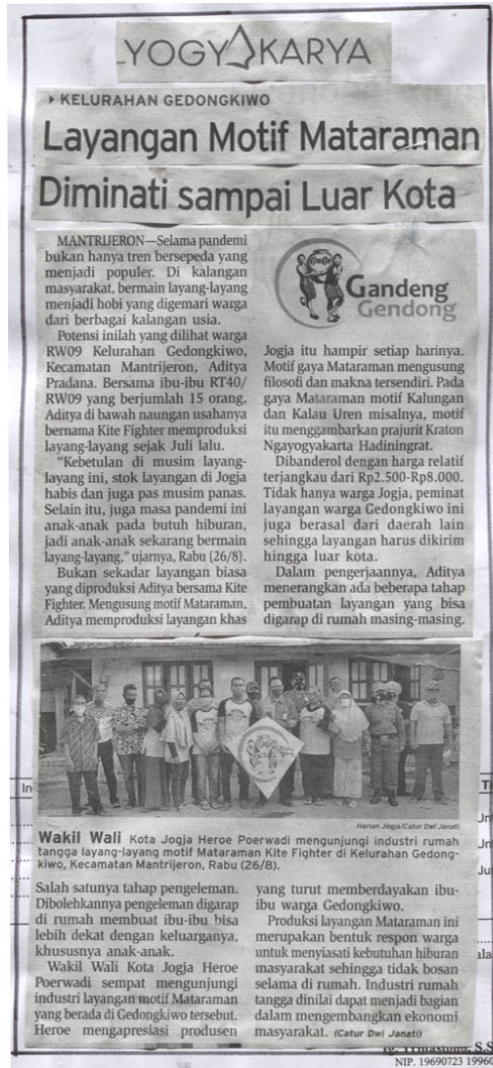 YOGYAKARYA
KELURAHAN GEDONGKIWO
Layangan Motif Mataraman
Diminati sampai Luar Kota
MANTRIJERON—Selama pandemi
bukan hanya tren bersepeda yang
menjadi populer. Di kalangan
masyarakat, bermain layang-layang
menjadi hobi yang digemari warga
dari berbagai kalangan usia.
Potensi inilah yang dilihat warga
RW09 Kelurahan Gedongkiwo,
Kecamatan Mantrijeron, Aditya
Pradana. Bersama ibu-ibu RT40/
RW09 yang berjumlah 15 orang,
Aditya di bawah naungan usahanya
bernama Kite Fighter memproduksi
layang-layang sejak Juli lalu.
"Kebetulan di musim layang-
layang ini, stok layangan di Jogja
habis dan juga pas musim panas.
Selain itu, juga masa pandemi ini
anak-anak pada butuh hiburan,
jadi anak-anak sekarang bermain
layang-layang," ujarnya, Rabu (26/8).
Bukan sekadar layangan biasa
yang diproduksi Aditya bersama Kite
Fighter. Mengusung motif Mataraman,
Aditya memproduksi layangan khas
Gandeng
Gendong
Jogja itu hampir setiap harinya.
Motif gaya Mataraman mengusung
filosofi dan makna tersendiri. Pada
gaya Mataraman motif Kalungan
dan Kalau Uren misalnya, motif
itu menggambarkan prajurit Kraton
Ngayogyakarta Hadiningrat.
Dibanderol dengan harga relatif
terjangkau dari Rp2.500-Rp8.000.
Tidak hanya warga Jogja, peminat
layangan warga Gedongkiwo ini
juga berasal dari daerah lain
sehingga layangan harus dikirim
hingga luar kota.
Dalam pengerjaannya, Aditya
menerangkan ada beberapa tahap
pembuatan layangan yang bisa
digarap di rumah masing-masing.
Harian Jogja/Catur Dwi Janati
Wakil Wali Kota Jogja Heroe Poerwadi mengunjungi industri rumah
tangga layang-layang motif Mataraman Kite Fighter di Kelurahan Gedong-
kiwo, Kecamatan Mantrijeron, Rabu (26/8).
Salah satunya tahap pengeleman.
Dibolehkannya pengeleman digarap
di rumah membuat ibu-ibu bisa
lebih dekat dengan keluarganya,
khususnya anak-anak.
Wakil Wali Kota Jogja Heroe
Poerwadi sempat mengunjungi
industri layangan motif Mataraman
yang berada di Gedongkiwo tersebut.
Heroe mengapresiasi produsen
yang turut memberdayakan ibu-
ibu warga Gedongkiwo.
Produksi layangan Mataraman ini
merupakan bentuk respon warga
untuk menyiasati kebutuhan hiburan
masyarakat sehingga tidak bosan
selama di rumah. Industri rumah
tangga dinilai dapat menjadi bagian
dalam mengembangkan ekonomi
masyarakat. (Catur Dwi Janati)
NIP. 19690723 19960